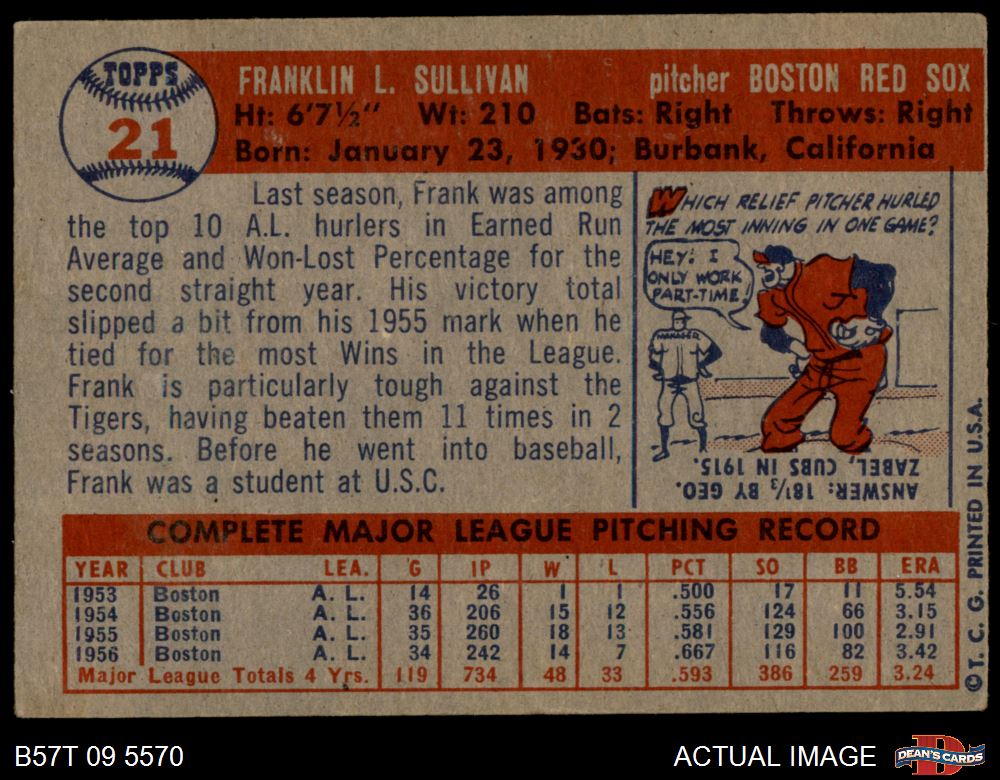 TOPPS
21
FRANKLIN L. SULLIVAN pitcher BOSTON RED SOX
Ht: 6'7½" Wt: 210 Bats: Right Throws: Right
Born: January 23, 1930; Burbank, California
Last season, Frank was among
the top 10 A.L. hurlers in Earned Run
Average and Won-Lost Percentage for the
second straight year. His victory total
slipped a bit from his 1955 mark when he
tied for the most Wins in the League.
Frank is particularly tough against the
Tigers, having beaten them 11 times in 2
seasons. Before he went into baseball,
Frank was a student at U.S.C.
WHICH RELIEF PITCHER HURLED
THE MOST INNING IN ONE GAME?
HEY! I
ONLY WORK
PART-TIME!
MANAGER
ANSWER: 18⅓ BY GEO.
ZABEL, CUBS IN 1915.
COMPLETE MAJOR LEAGUE PITCHING RECORD
YEAR CLUB LEA. G IP W L PCT SO BB ERA
1953 Boston A. L. 14 26 1 1 .500 17 11 5.54
1954 Boston A. L. 36 206 15 12 .556 124 66 3.15
1955 Boston A. L. 35 260 18 13 .581 129 100 2.91
1956 Boston A. L. 34 242 14 7 .667 116 82 3.42
Major League Totals 4 Yrs. 119 734 48 33 .593 386 259 3.24
©T. C. G. PRINTED IN U.S.A.
B57T 09 5570
ACTUAL IMAGE
DEAN'S CARDS